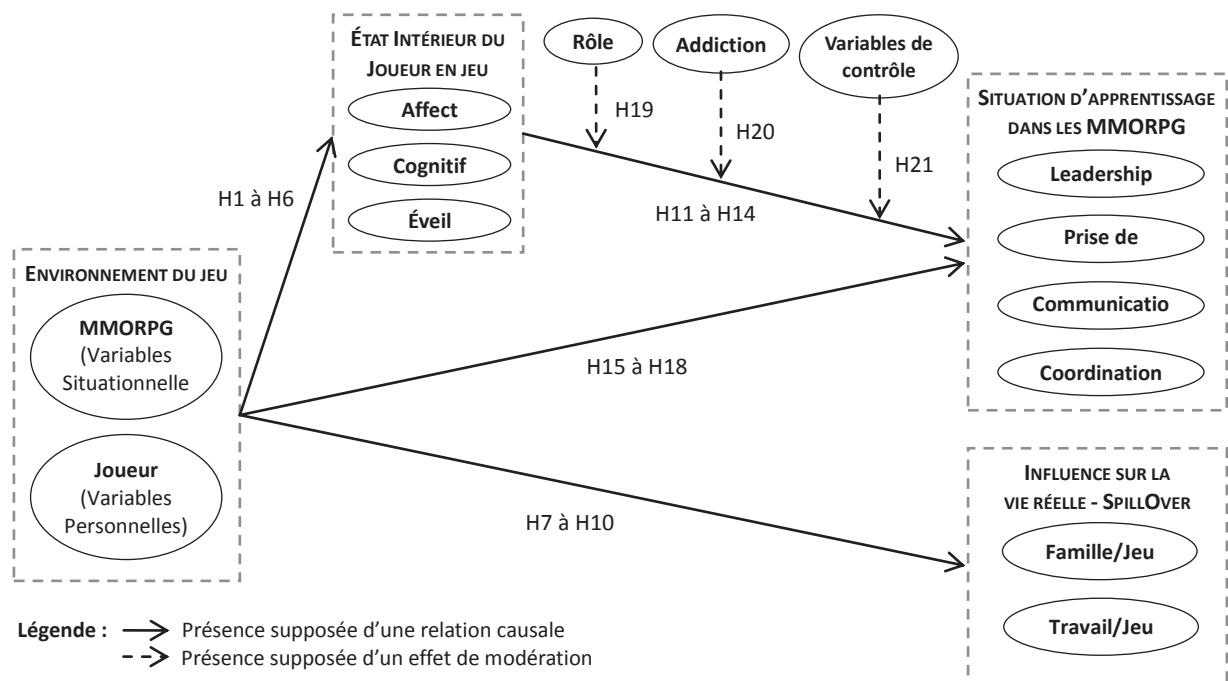 ÉTAT INTÉRIEUR DU
JOUEUR EN JEU
Affect
Cognitif
Éveil
Rôle
Addiction
Variables de
contrôle
H19
H20
H21
SITUATION D'APPRENTISSAGE
DANS LES MMORPG
Leadership
Prise de
Communicatio
Coordination
H1 à H6
H11 à H14
ENVIRONNEMENT DU JEU
MMORPG
(Variables
Situationnelle
Joueur
(Variables
Personnelles)
H15 à H18
H7 à H10
INFLUENCE SUR LA
VIE RÉELLE - SPILLOVER
Famille/Jeu
Travail/Jeu
Légende : Présence supposée d'une relation causale
Présence supposée d'un effet de modération